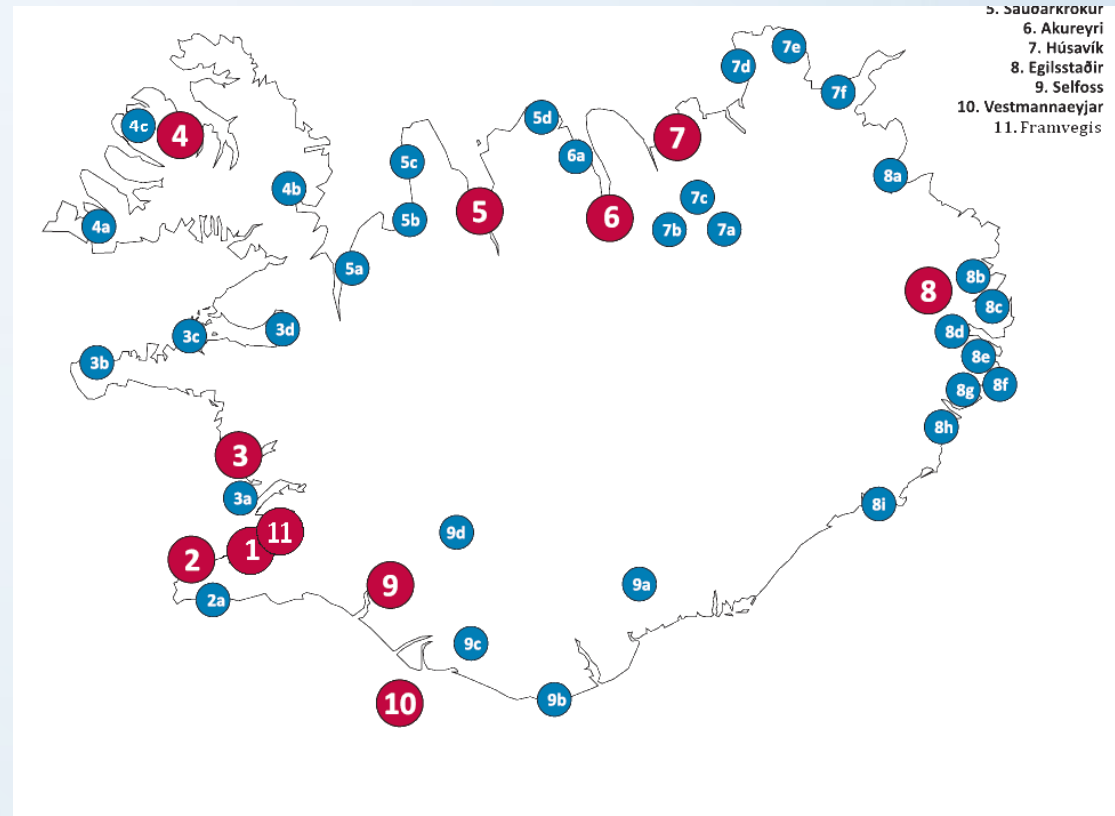 5. Sauðárkrókur
6. Akureyri
7. Húsavík
8. Egilsstaðir
9. Selfoss
10. Vestmannaeyjar
11. Framvegis
7e
7d
7f
4c
4
5d
7
5c
6a
8a
4b
7c
5
6
5b
4a
7b
7a
5a
8b
8
8c
3d
8d
3c
8e
3b
8f
8g
8h
3
3a
8i
11
9d
1
2
9
9a
2a
9c
9b
10